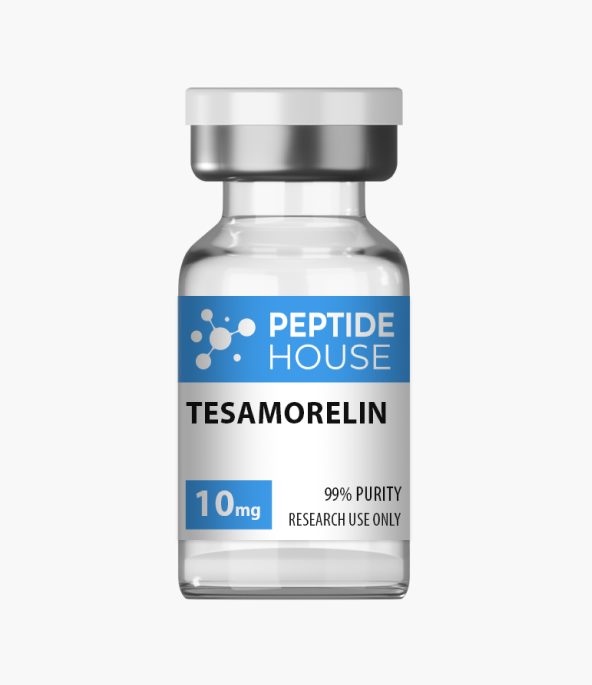 PEPTIDE
HOUSE
TESAMORELIN
10mg
99% PURITY
RESEARCH USE ONLY